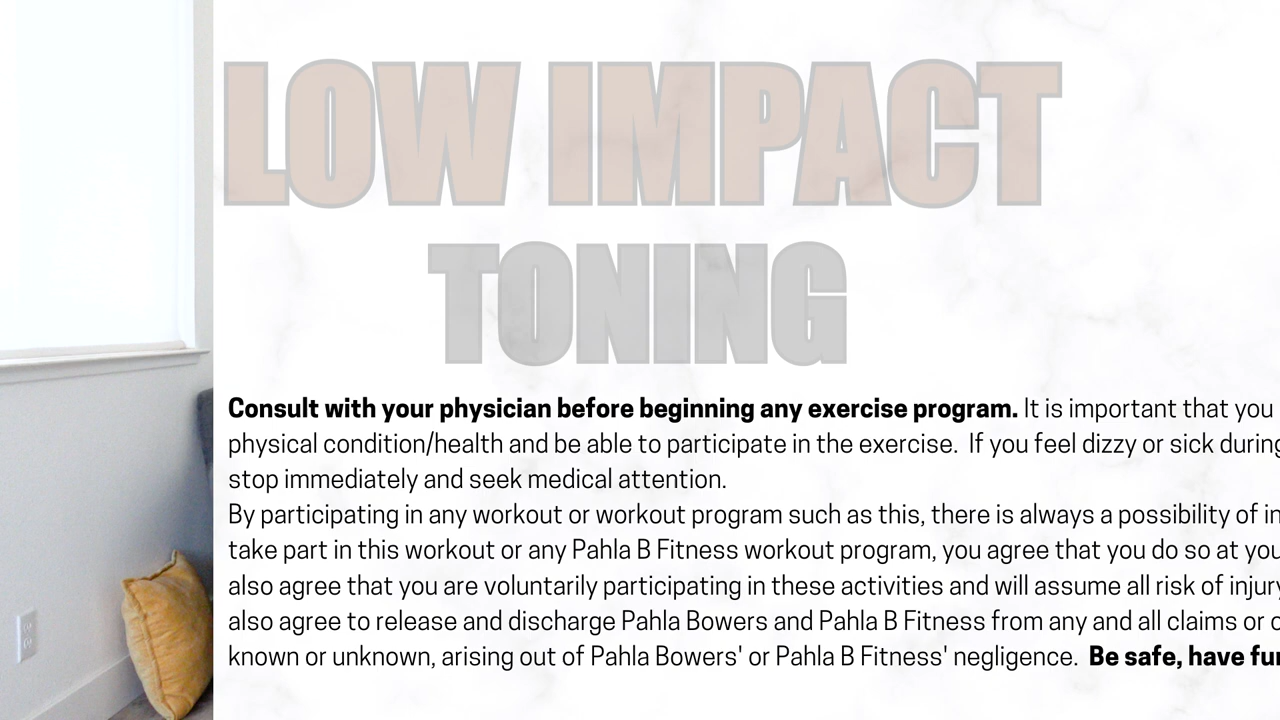 LOW IMPACT
TONING
Consult with your physician before beginning any exercise program. It is important that you
physical condition/health and be able to participate in the exercise.  If you feel dizzy or sick
stop immediately and seek medical attention.
By participating in any workout or workout program such as this, there is always a possibility of
take part in this workout or any Pahla B Fitness workout program, you agree that you do so at
also agree that you are voluntarily participating in these activities and will assume all risk of
also agree to release and discharge Pahla Bowers and Pahla B Fitness from any and all claims or
known or unknown, arising out of Pahla Bowers' or Pahla B Fitness' negligence.  Be safe, have